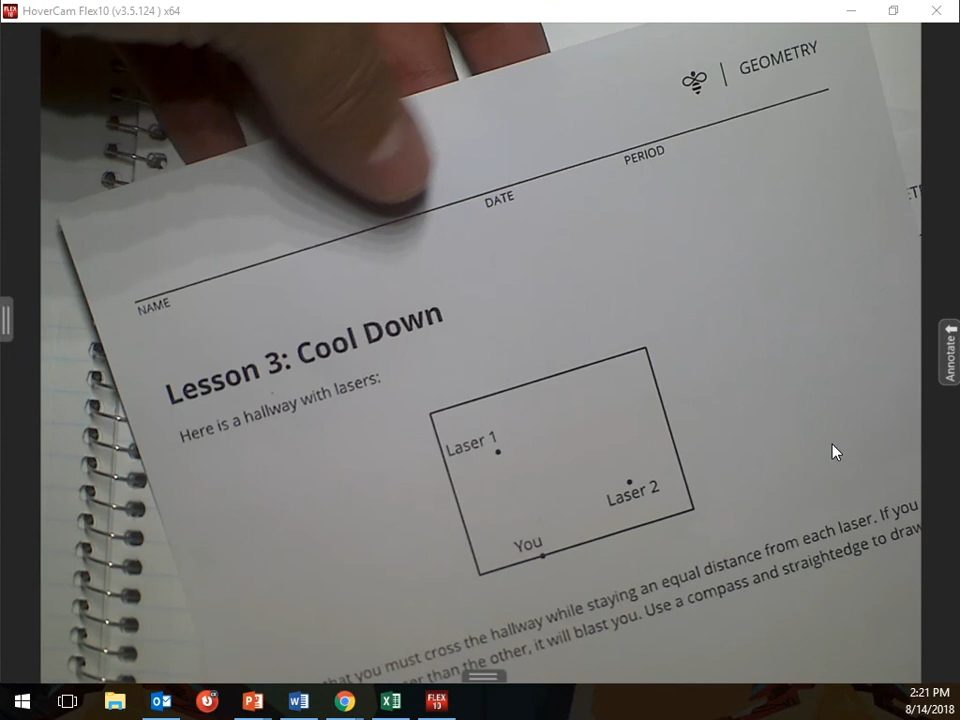 HoverCam Flex10 (v3.5.124 ) x64
GEOMETRY
NAME DATE PERIOD
Lesson 3: Cool Down
Here is a hallway with lasers:
Laser 1
Laser 2
You
that you must cross the hallway while staying an equal distance from each laser. If you
than the other, it will blast you. Use a compass and straightedge to draw
Annotate
FLEX
10
2:21 PM
8/14/2018